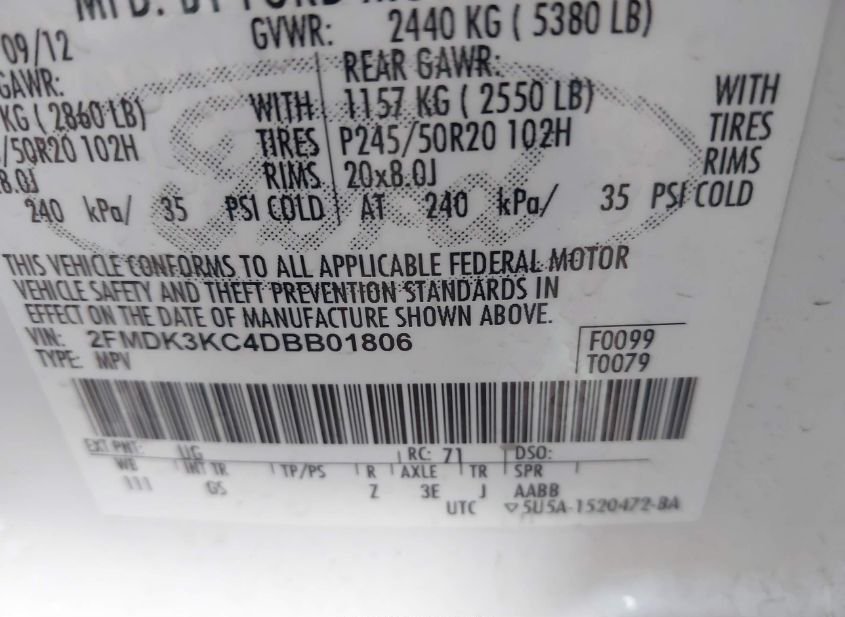 MFD. BY FORD
09/12 GVWR: 2440 KG ( 5380 LB)
GAWR: REAR GAWR:
KG ( 2860 LB) WITH 1157 KG ( 2550 LB) WITH
/50R20 102H TIRES P245/50R20 102H TIRES
8.0J RIMS 20x8.0J RIMS
240 kPa/ 35 PSI COLD AT 240 kPa/ 35 PSI COLD
THIS VEHICLE CONFORMS TO ALL APPLICABLE FEDERAL MOTOR
VEHICLE SAFETY AND THEFT PREVENTION STANDARDS IN
EFFECT ON THE DATE OF MANUFACTURE SHOWN ABOVE.
VIN: 2FMDK3KC4DBB01806 F0099
TYPE: MPV T0079
EXT PNT: UG RC: 71 DSO:
WB INT TR TP/PS R AXLE TR SPR
111 GS Z 3E J AABB
UTC ▽5U5A-1520472-BA